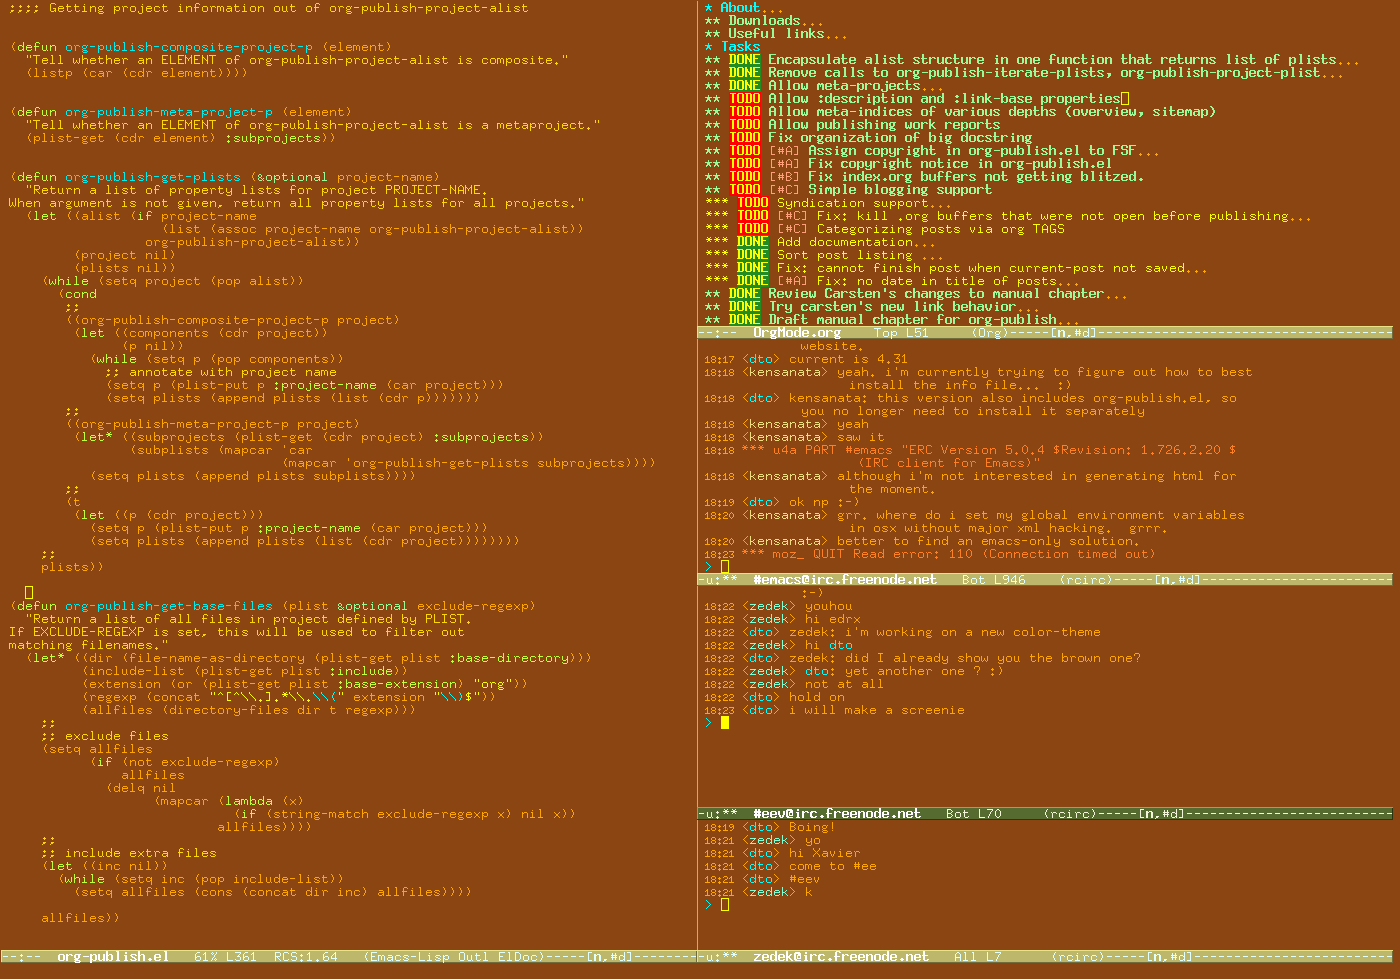 ;;;; Getting project information out of org-publish-project-alist
(defun org-publish-composite-project-p (element)
"Tell whether an ELEMENT of org-publish-project-alist is composite."
(listp (car (cdr element))))
(defun org-publish-meta-project-p (element)
"Tell whether an ELEMENT of org-publish-project-alist is a metaproject."
(plist-get (cdr element) :subprojects))
(defun org-publish-get-plists (&optional project-name)
"Return a list of property lists for project PROJECT-NAME.
When argument is not given, return all property lists for all projects."
(let ((alist (if project-name
(list (assoc project-name org-publish-project-alist))
org-publish-project-alist))
(project nil)
(plists nil))
(while (setq project (pop alist))
(cond
;;
((org-publish-composite-project-p project)
(let ((components (cdr project))
(p nil))
(while (setq p (pop components))
;; annotate with project name
(setq p (plist-put p :project-name (car project)))
(setq plists (append plists (list (cdr p)))))))
;;
((org-publish-meta-project-p project)
(let* ((subprojects (plist-get (cdr project) :subprojects))
(subplists (mapcar 'car
(mapcar 'org-publish-get-plists subprojects))))
(setq plists (append plists subplists))))
;;
(t
(let ((p (cdr project)))
(setq p (plist-put p :project-name (car project)))
(setq plists (append plists (list (cdr project))))))))
;;
plists))
(defun org-publish-get-base-files (plist &optional exclude-regexp)
"Return a list of all files in project defined by PLIST.
If EXCLUDE-REGEXP is set, this will be used to filter out
matching filenames."
(let* ((dir (file-name-as-directory (plist-get plist :base-directory)))
(include-list (plist-get plist :include))
(extension (or (plist-get plist :base-extension) "org"))
(regexp (concat "^[^\\.].*\\.\\(" extension "\\)$"))
(allfiles (directory-files dir t regexp)))
;;
;; exclude files
(setq allfiles
(if (not exclude-regexp)
allfiles
(delq nil
(mapcar (lambda (x)
(if (string-match exclude-regexp x) nil x))
allfiles))))
;;
;; include extra files
(let ((inc nil))
(while (setq inc (pop include-list))
(setq allfiles (cons (concat dir inc) allfiles))))
allfiles))
--:-- org-publish.el 61% L361 RCS:1.64 (Emacs-Lisp Outl ElDoc)-----[n,#d]--------
* About...
** Downloads...
** Useful links...
* Tasks
** DONE Encapsulate alist structure in one function that returns list of plists...
** DONE Remove calls to org-publish-iterate-plists, org-publish-project-plist...
** DONE Allow meta-projects...
** TODO Allow :description and :link-base properties
** TODO Allow meta-indices of various depths (overview, sitemap)
** TODO Allow publishing work reports
** TODO Fix organization of big docstring
** TODO [#A] Assign copyright in org-publish.el to FSF...
** TODO [#A] Fix copyright notice in org-publish.el
** TODO [#B] Fix index.org buffers not getting blitzed.
** TODO [#C] Simple blogging support
*** TODO Syndication support...
*** TODO [#C] Fix: kill .org buffers that were not open before publishing...
*** TODO [#C] Categorizing posts via org TAGS
*** DONE Add documentation...
*** DONE Sort post listing ...
*** DONE Fix: cannot finish post when current-post not saved...
*** DONE [#A] Fix: no date in title of posts...
** DONE Review Carsten's changes to manual chapter...
** DONE Try carsten's new link behavior...
** DONE Draft manual chapter for org-publish...
--:-- OrgMode.org Top L51 (Org)-----[n,#d]-------------------------------------
website.
18:17 <dto> current is 4.31
18:18 <kensanata> yeah. i'm currently trying to figure out how to best
install the info file... :)
18:18 <dto> kensanata: this version also includes org-publish.el, so
you no longer need to install it separately
18:18 <kensanata> yeah
18:18 <kensanata> saw it
18:18 *** u4a PART #emacs "ERC Version 5.0.4 $Revision: 1.726.2.20 $
(IRC client for Emacs)"
18:18 <kensanata> although i'm not interested in generating html for
the moment.
18:19 <dto> ok np :-)
18:20 <kensanata> grr. where do i set my global environment variables
in osx without major xml hacking. grrr.
18:20 <kensanata> better to find an emacs-only solution.
18:23 *** moz_ QUIT Read error: 110 (Connection timed out)
>
-u:** #emacs@irc.freenode.net Bot L946 (rcirc)-----[n,#d]------------------------
:-)
18:22 <zedek> youhou
18:22 <zedek> hi edrx
18:22 <dto> zedek: i'm working on a new color-theme
18:22 <zedek> hi dto
18:22 <dto> zedek: did I already show you the brown one?
18:22 <zedek> dto: yet another one ? :)
18:22 <zedek> not at all
18:22 <dto> hold on
18:23 <dto> i will make a screenie
>
-u:** #eev@irc.freenode.net Bot L70 (rcirc)-----[n,#d]--------------------------
18:19 <dto> Boing!
18:21 <zedek> yo
18:21 <dto> hi Xavier
18:21 <dto> come to #ee
18:21 <dto> #eev
18:21 <zedek> k
>
-u:** zedek@irc.freenode.net All L7 (rcirc)-----[n,#d]-------------------------